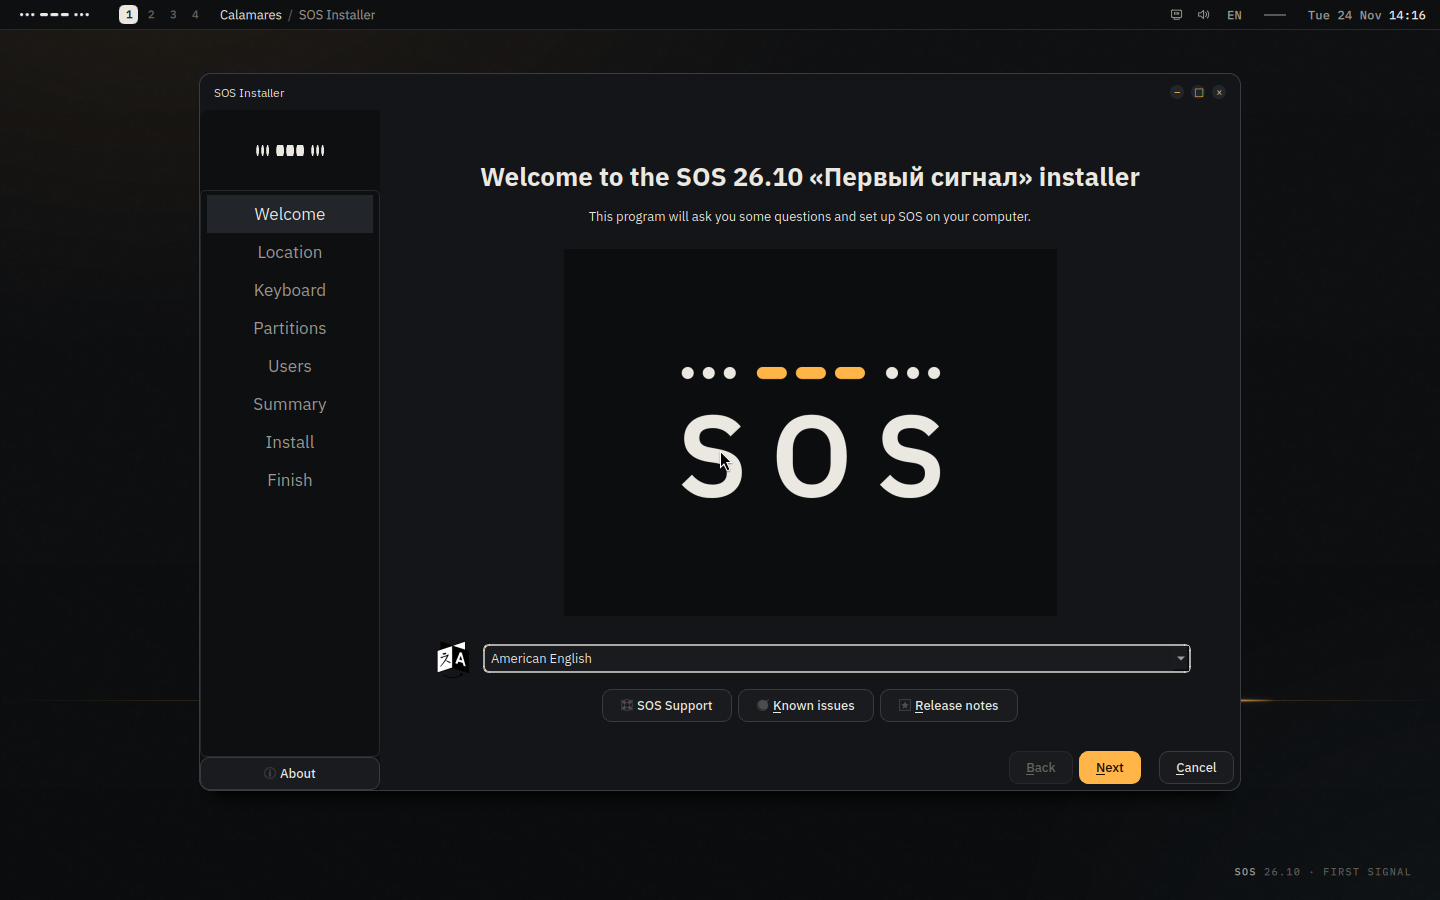 1 2 3 4 Calamares / SOS Installer EN Tue 24 Nov 14:16
SOS Installer
Welcome to the SOS 26.10 «Первый сигнал» installer
This program will ask you some questions and set up SOS on your computer.
Welcome
Location
Keyboard
Partitions
Users
Summary
Install
Finish
SOS
American English
SOS Support Known issues Release notes
About
Back Next Cancel
SOS 26.10 · FIRST SIGNAL